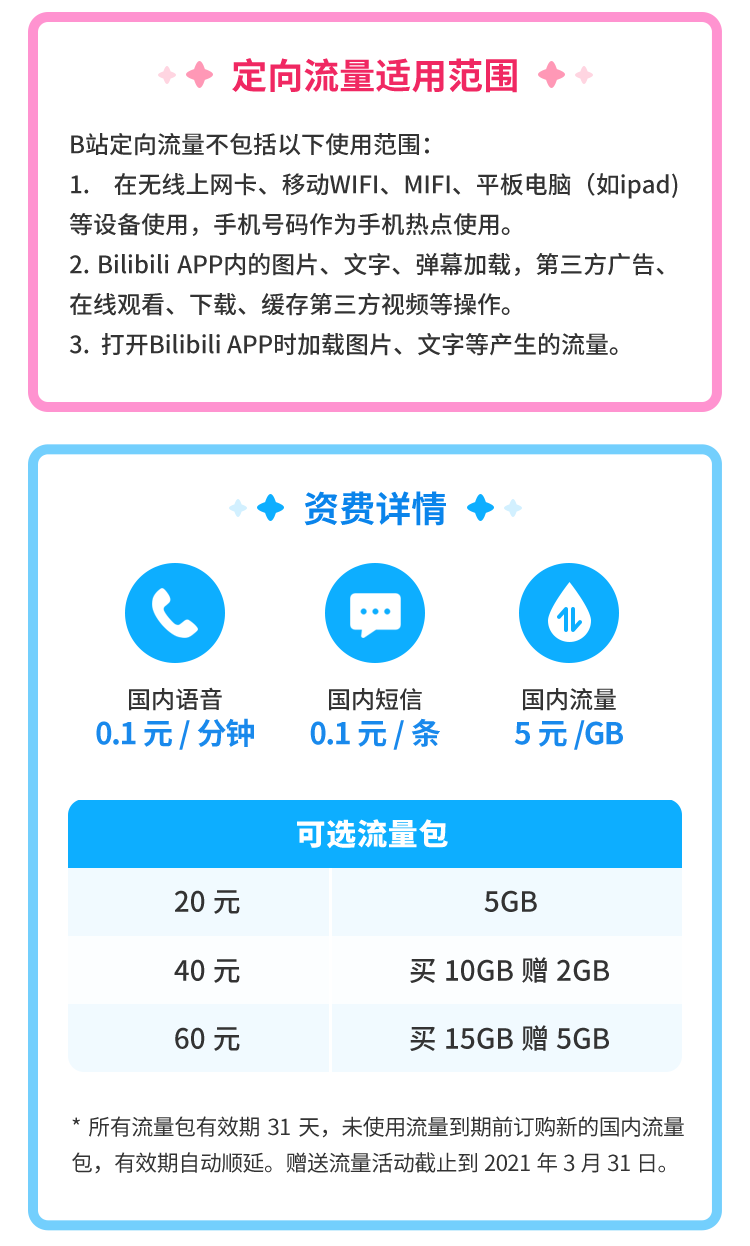 定向流量适用范围
B站定向流量不包括以下使用范围：
1. 在无线上网卡、移动WIFI、MIFI、平板电脑（如ipad)
等设备使用，手机号码作为手机热点使用。
2. Bilibili APP内的图片、文字、弹幕加载，第三方广告、
在线观看、下载、缓存第三方视频等操作。
3. 打开Bilibili APP时加载图片、文字等产生的流量。
资费详情
国内语音 国内短信 国内流量
0.1 元 / 分钟 0.1 元 / 条 5 元 /GB
可选流量包
20 元 5GB
40 元 买 10GB 赠 2GB
60 元 买 15GB 赠 5GB
* 所有流量包有效期 31 天，未使用流量到期前订购新的国内流量
包，有效期自动顺延。赠送流量活动截止到 2021 年 3 月 31 日。